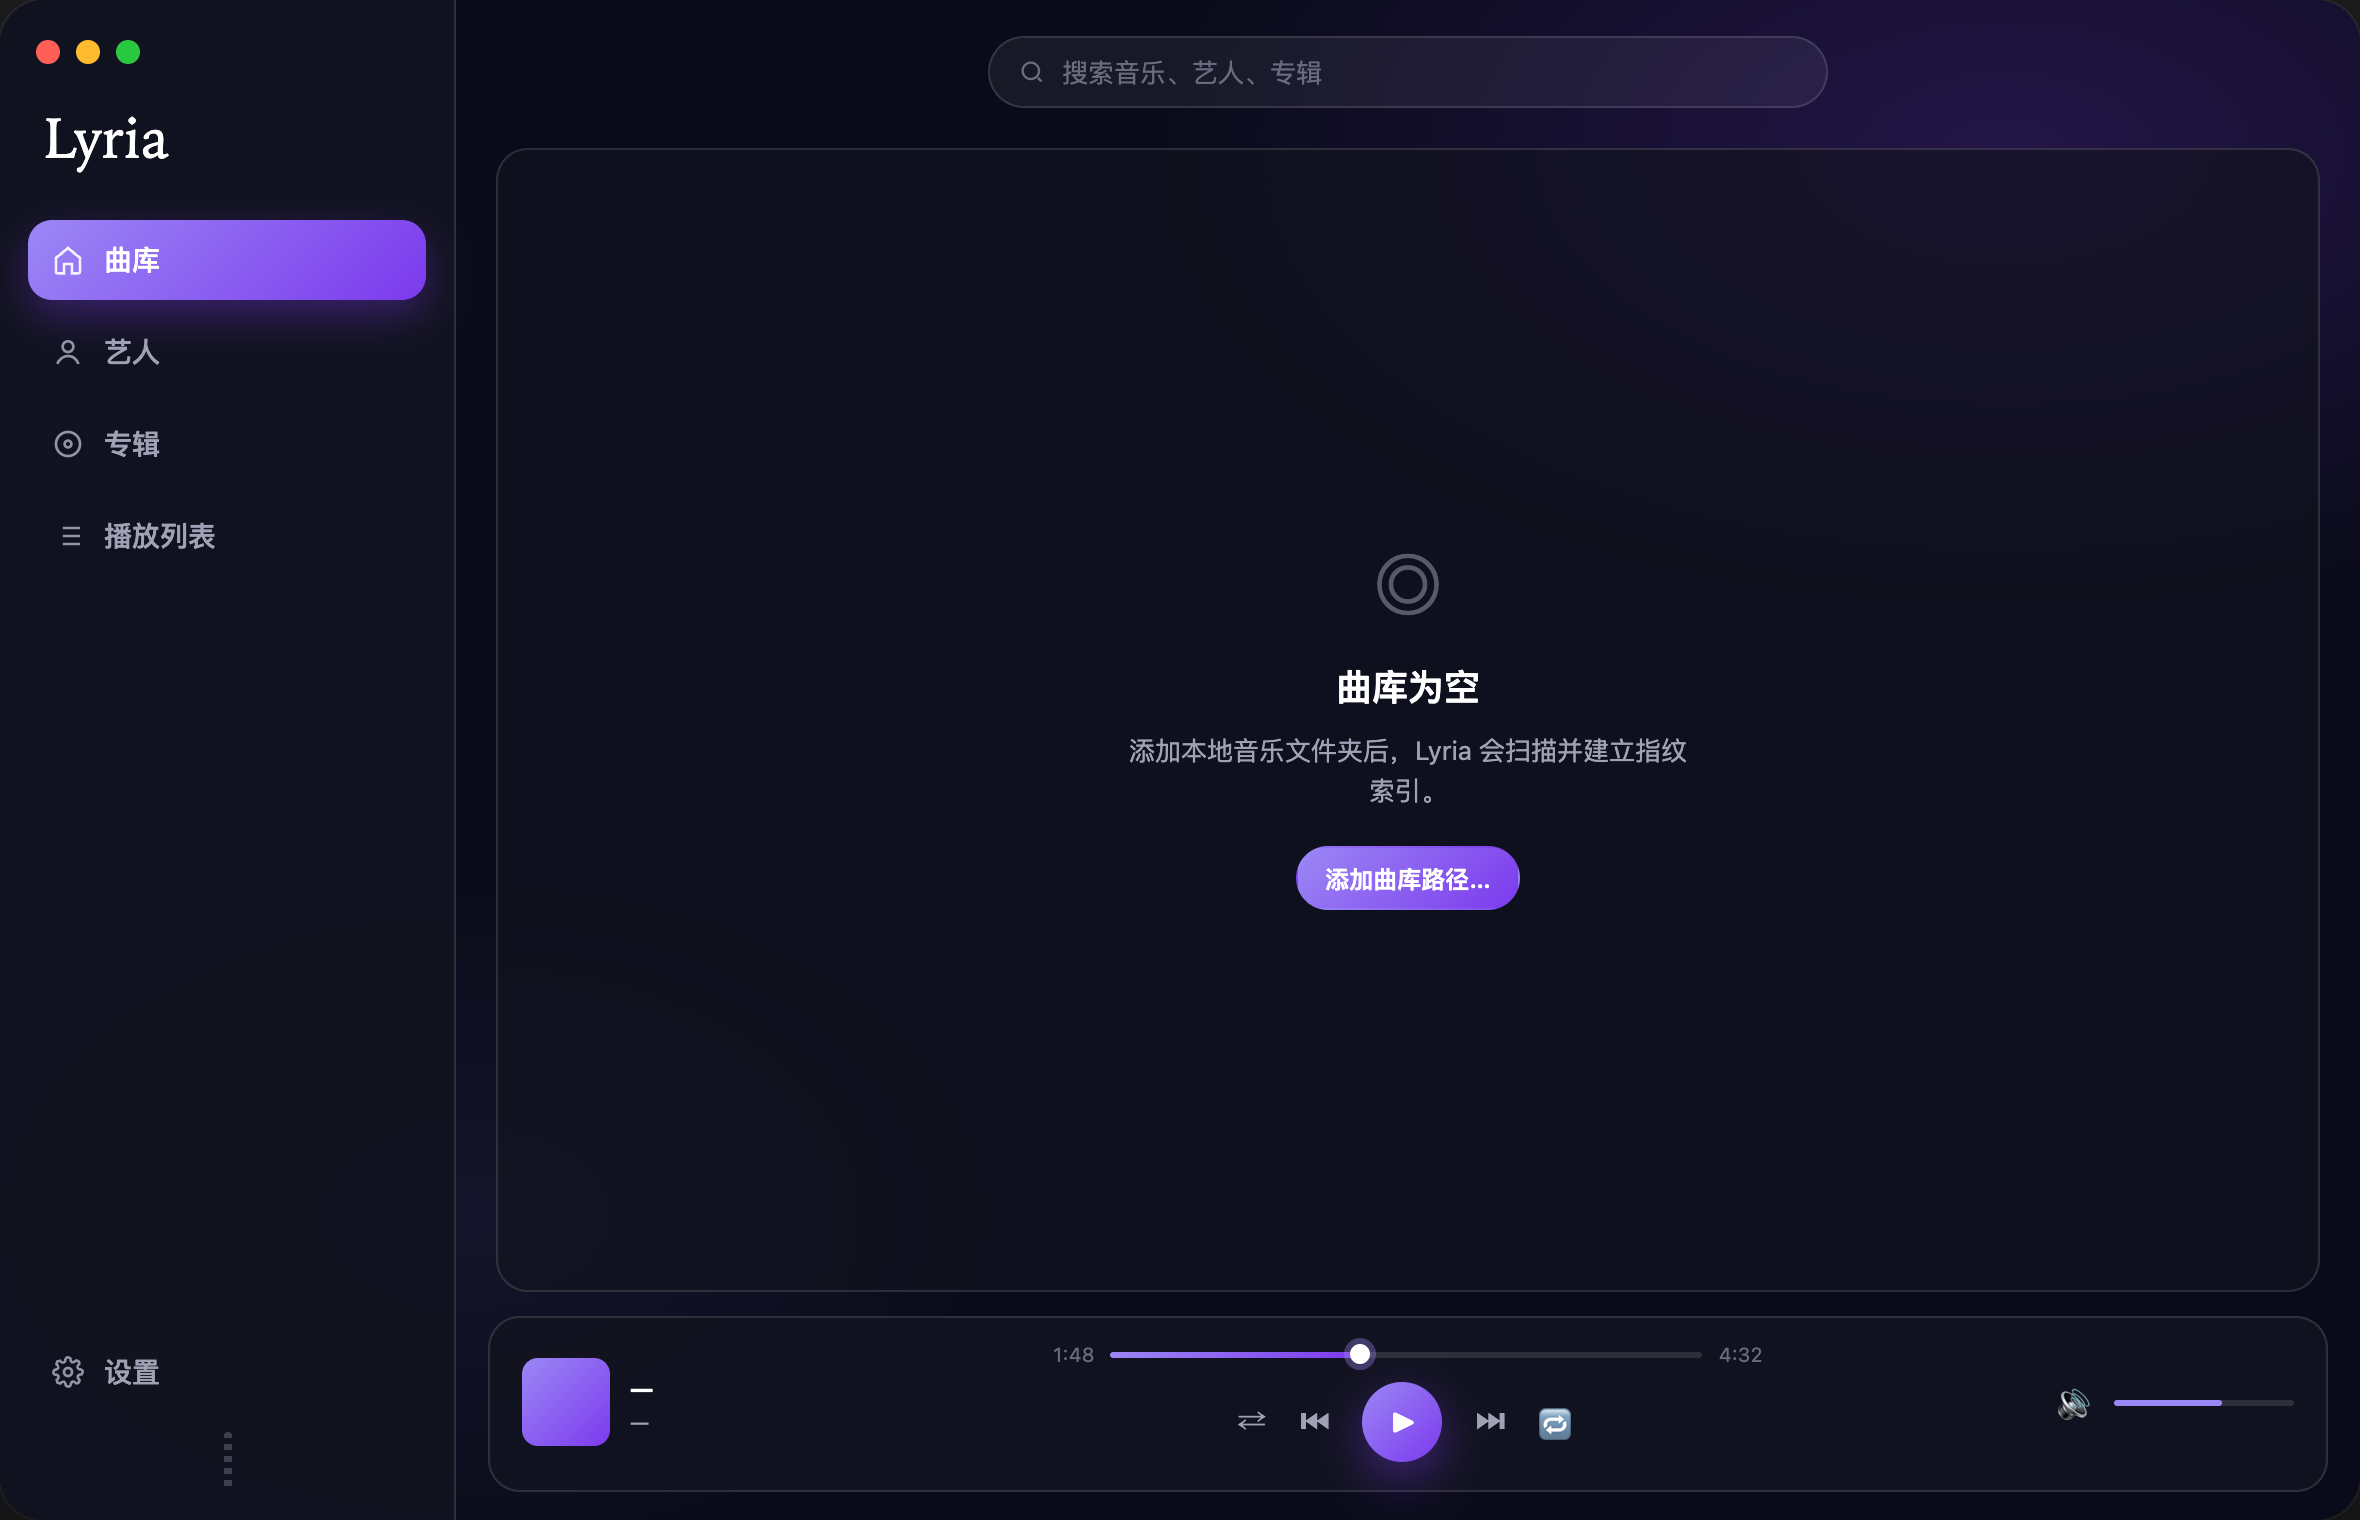 Lyria
搜索音乐、艺人、专辑
曲库
艺人
专辑
播放列表
曲库为空
添加本地音乐文件夹后，Lyria 会扫描并建立指纹
索引。
添加曲库路径...
设置
1:48
4:32
—
—